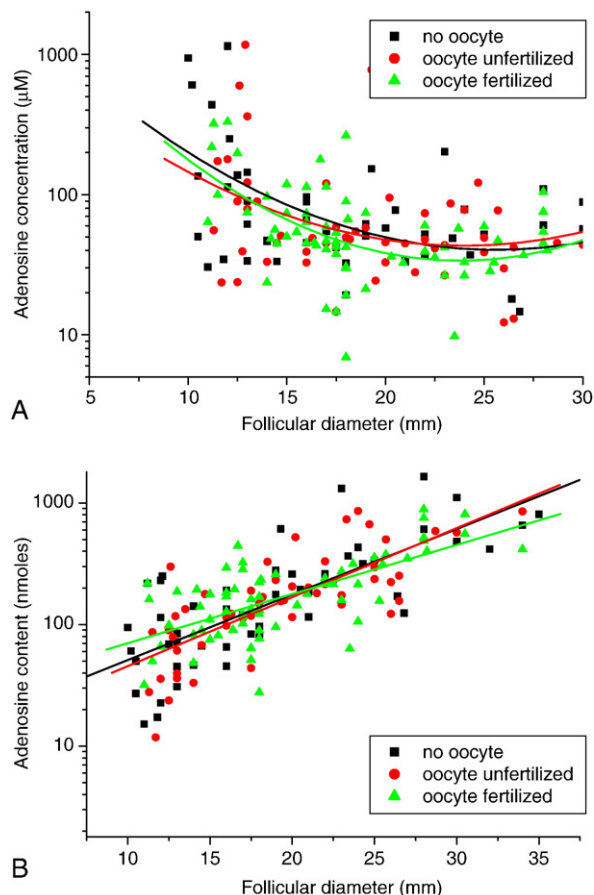 1000
100
10
Adenosine concentration (µM)
no oocyte
oocyte unfertilized
oocyte fertilized
5 10 15 20 25 30
Follicular diameter (mm)
A
1000
100
10
Adenosine content (nmoles)
no oocyte
oocyte unfertilized
oocyte fertilized
10 15 20 25 30 35
Follicular diameter (mm)
B